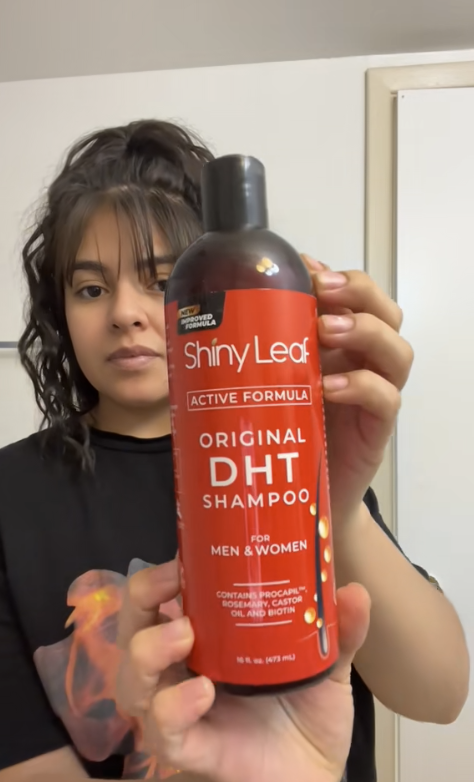 NEW
IMPROVED
FORMULA
Shiny Leaf
ACTIVE FORMULA
ORIGINAL
DHT
SHAMPOO
FOR
MEN & WOMEN
CONTAINS PROCAPIL™,
ROSEMARY, CASTOR
OIL AND BIOTIN
16 fl. oz. (473 mL)